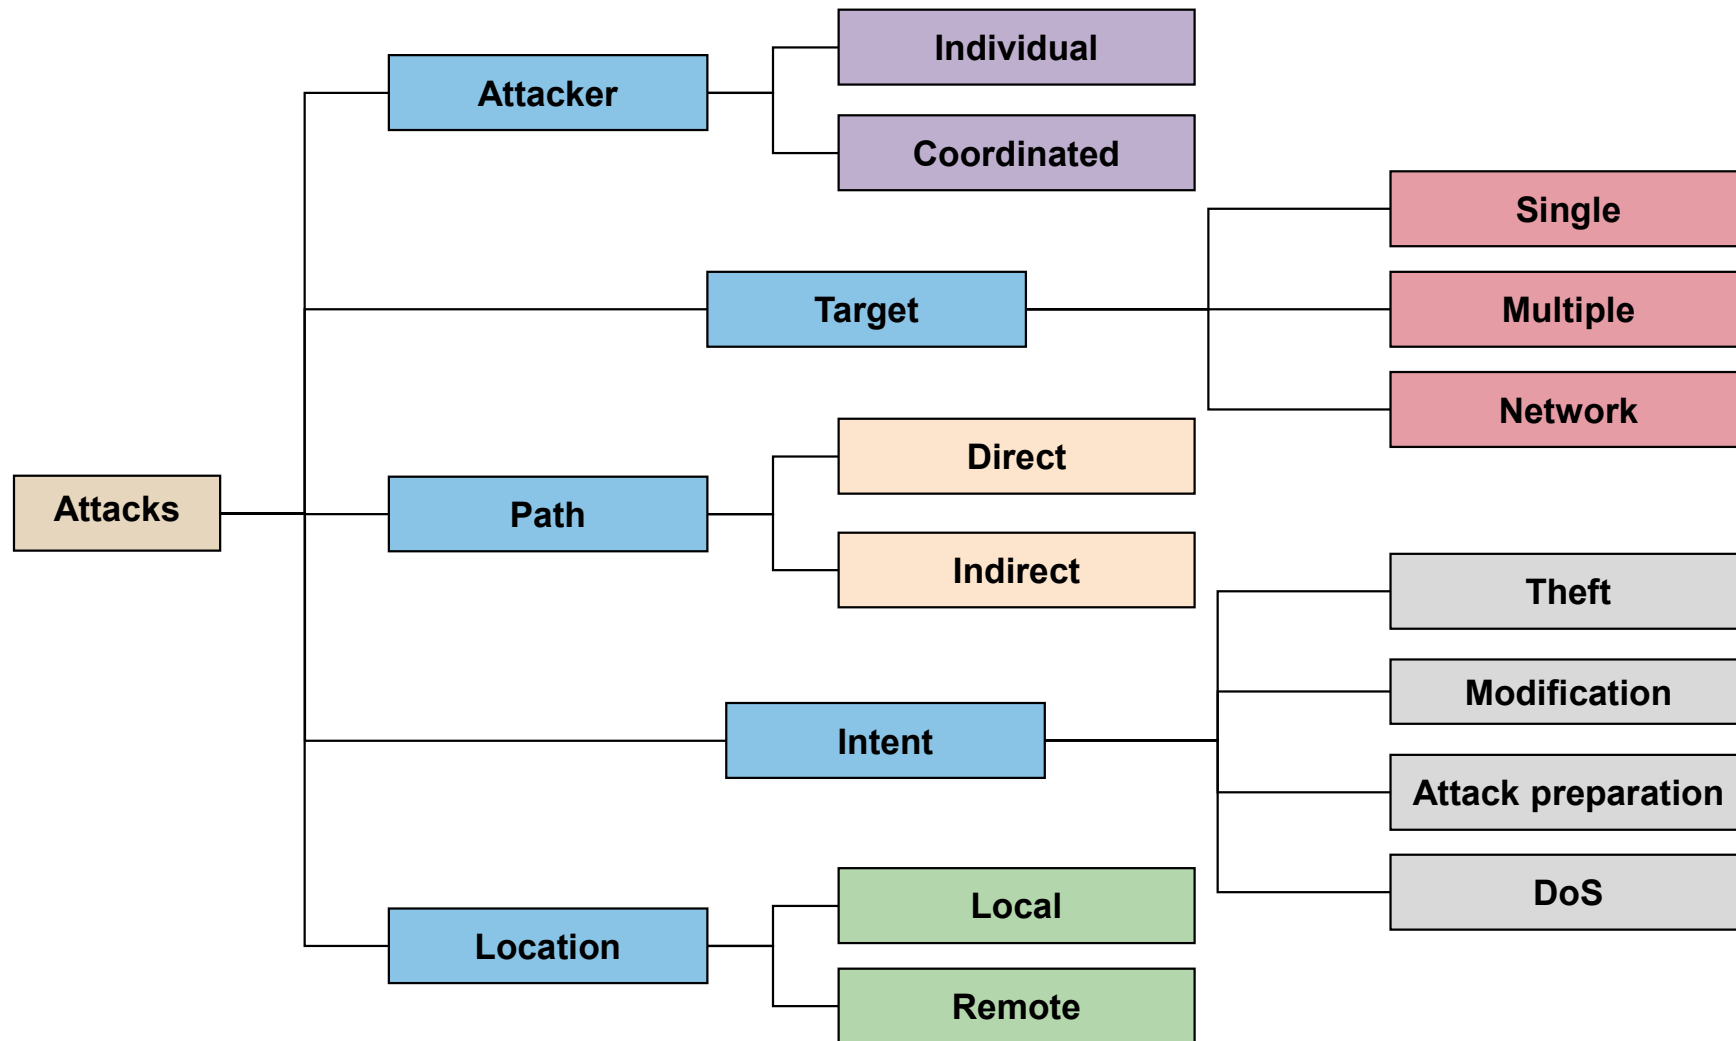 Attacks
Attacker
Individual
Coordinated
Target
Single
Multiple
Network
Path
Direct
Indirect
Intent
Theft
Modification
Attack preparation
DoS
Location
Local
Remote